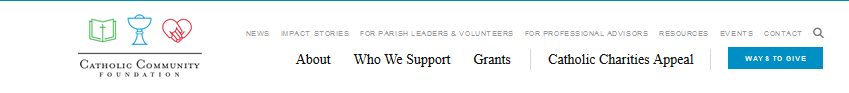 NEWS IMPACT STORIES FOR PARISH LEADERS & VOLUNTEERS FOR PROFESSIONAL ADVISORS RESOURCES EVENTS CONTACT
CATHOLIC COMMUNITY
FOUNDATION
About Who We Support Grants Catholic Charities Appeal WAYS TO GIVE